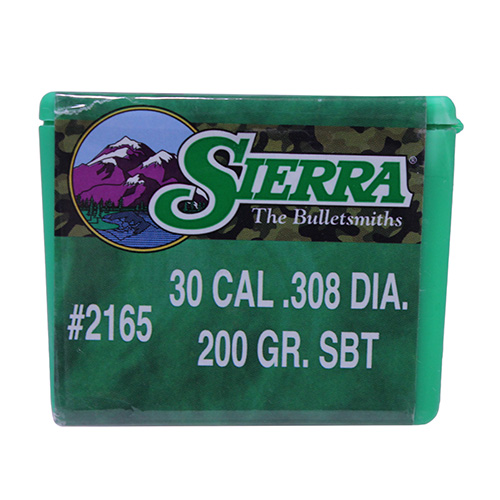 SIERRA®
The Bulletsmiths
#2165
30 CAL .308 DIA.
200 GR. SBT